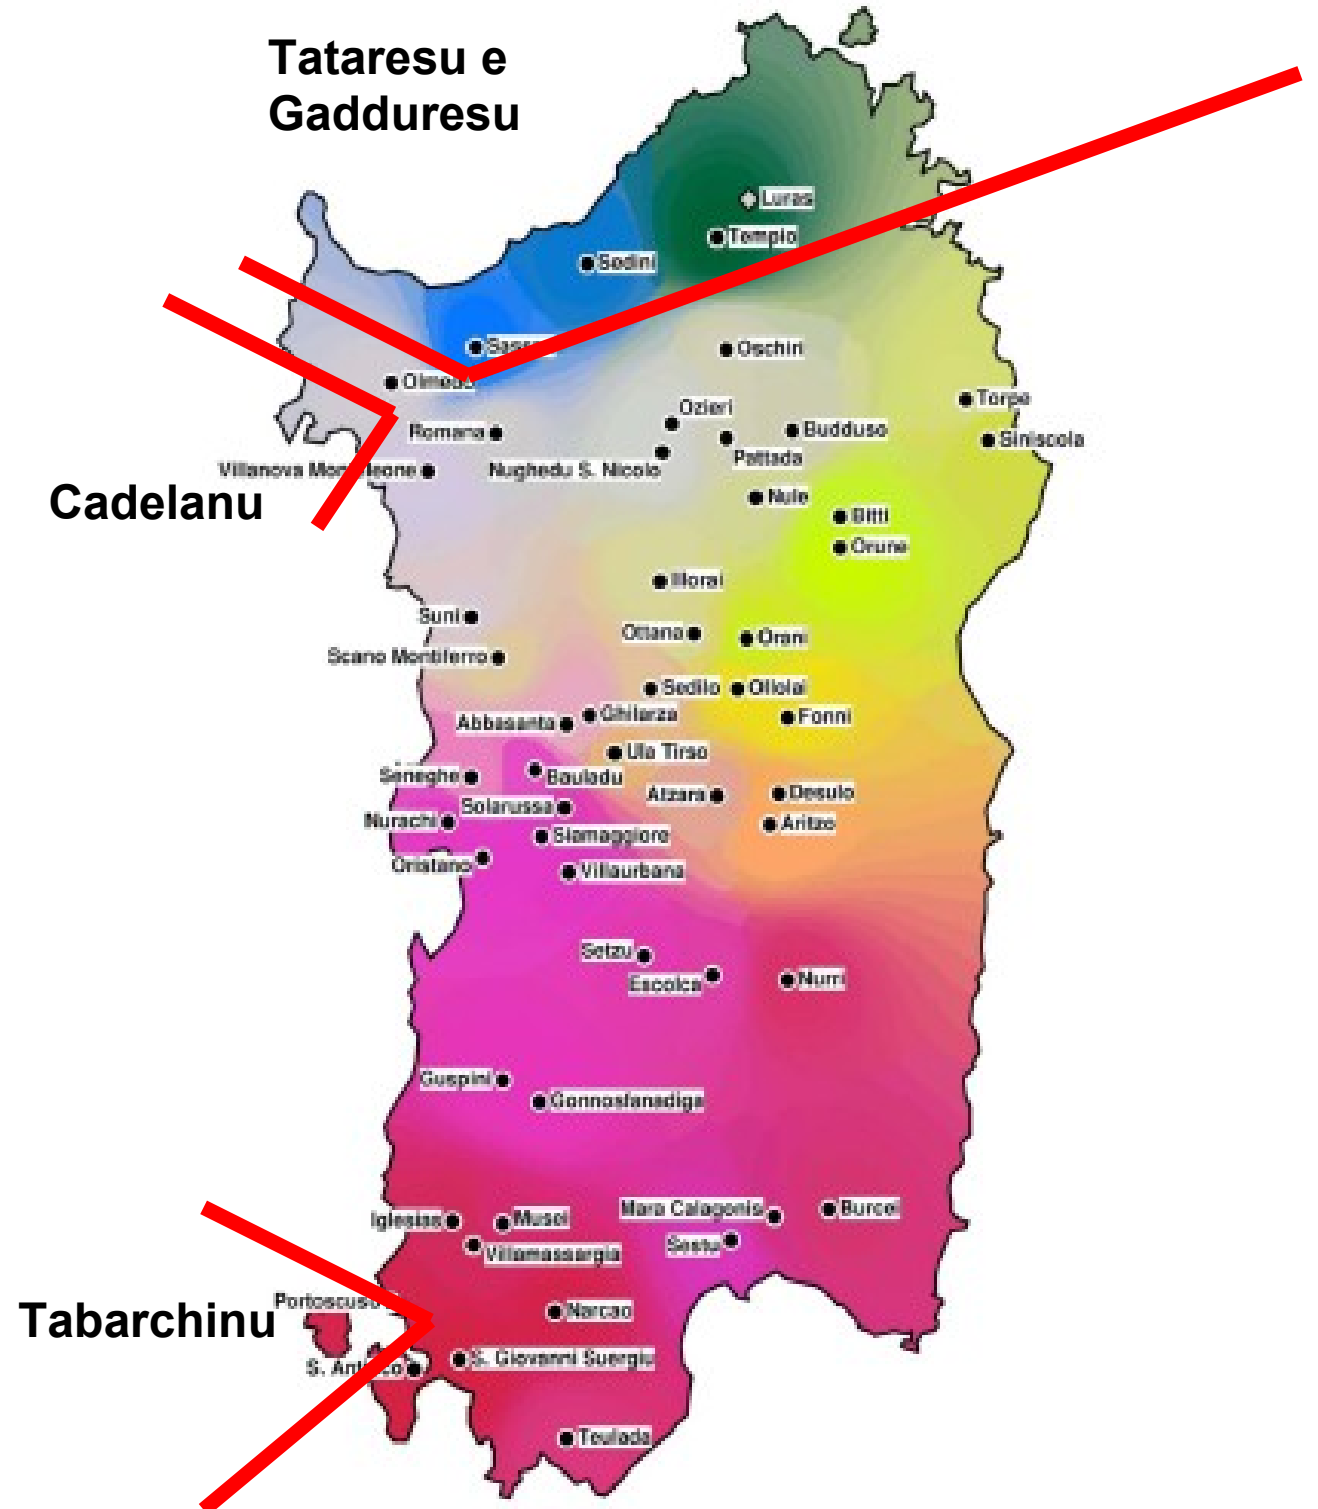 Tataresu e
Gadduresu
Luras
Tempio
Sedini
Oschiri
Torpe
Ozieri
Romana
Budduso
Siniscola
Pattada
Nughedu S. Nicolo
Cadelanu
Nule
Bitti
Orune
Illorai
Suni
Ottana
Orani
Scano Montiferro
Sedilo
Ollolai
Ghilarza
Fonni
Abbasanta
Ula Tirso
Seneghe
Bauladu
Atzara
Desulo
Solarussa
Nurachi
Aritzo
Siamaggiore
Oristano
Villaurbana
Setzu
Escolca
Nurri
Guspini
Gonnosfanadiga
Mara Calagonis
Burcei
Iglesias
Musei
Sestu
Villamassargia
Portoscuso
Tabarchinu
Narcao
S. Giovanni Suergiu
Teulada